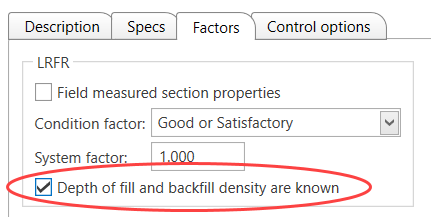 Description Specs Factors Control options
LRFR
Field measured section properties
Condition factor: Good or Satisfactory
System factor: 1.000
Depth of fill and backfill density are known